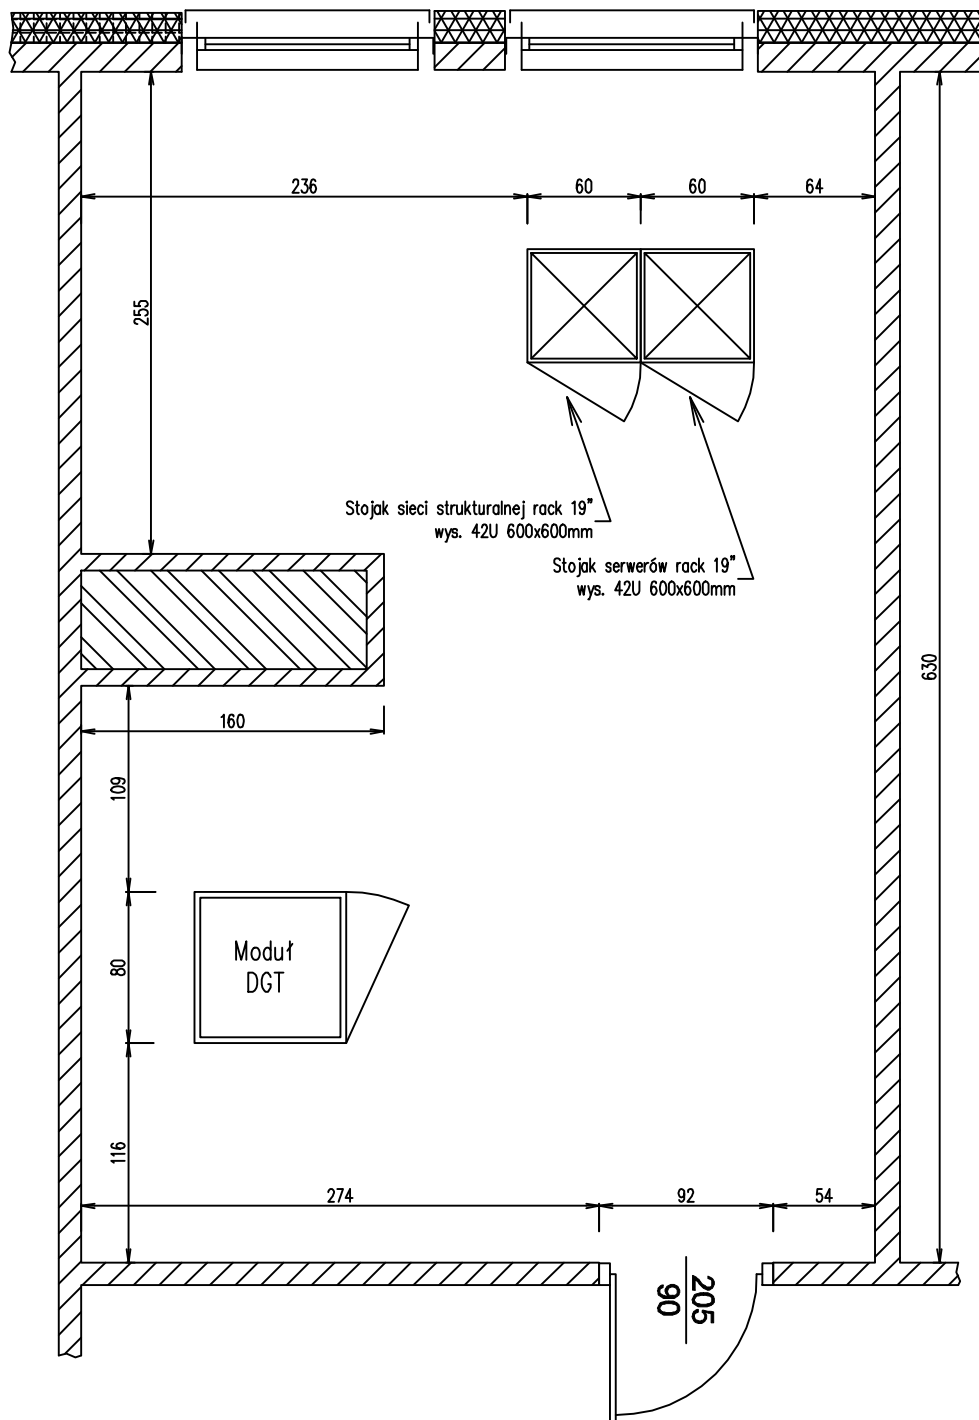 236
60
60
64
255
Stojak sieci strukturalnej rack 19"
wys. 42U 600x600mm
Stojak serwerów rack 19"
wys. 42U 600x600mm
630
160
109
80
Moduł
DGT
116
274
92
54
205
90